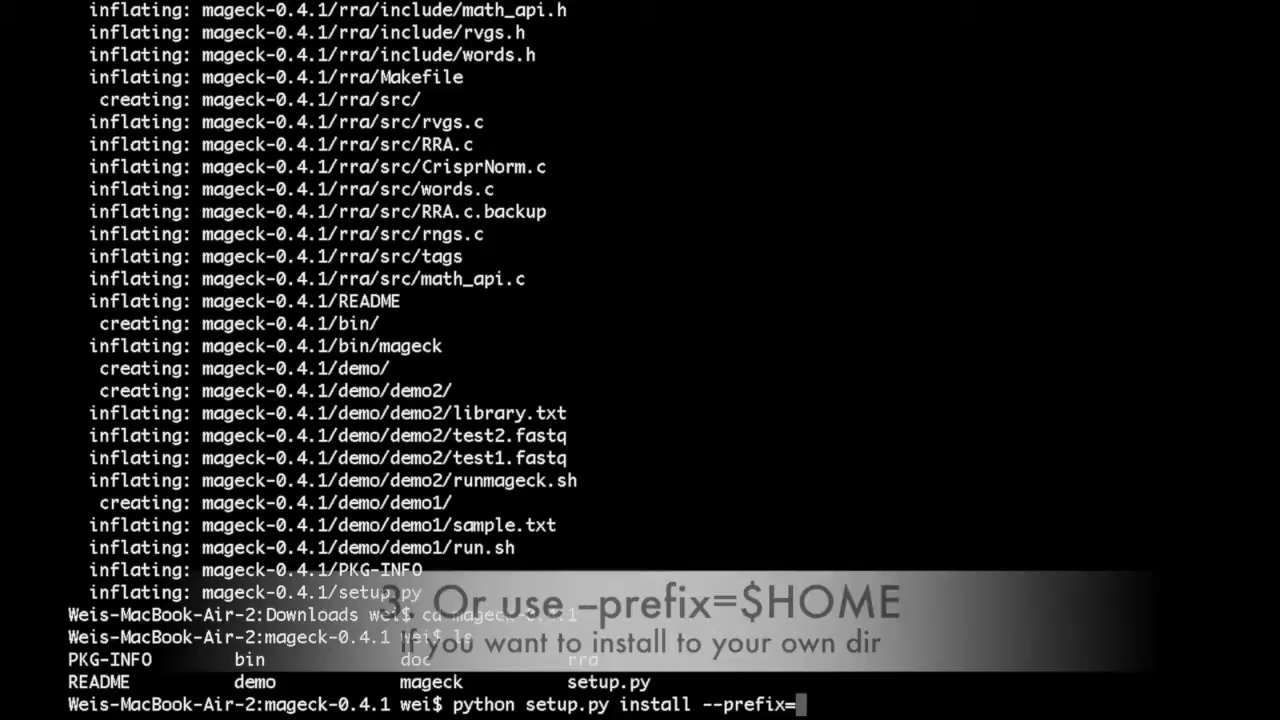 inflating: mageck-0.4.1/rra/include/math_api.h
inflating: mageck-0.4.1/rra/include/rvgs.h
inflating: mageck-0.4.1/rra/include/words.h
inflating: mageck-0.4.1/rra/Makefile
creating: mageck-0.4.1/rra/src/
inflating: mageck-0.4.1/rra/src/rvgs.c
inflating: mageck-0.4.1/rra/src/RRA.c
inflating: mageck-0.4.1/rra/src/CrisprNorm.c
inflating: mageck-0.4.1/rra/src/words.c
inflating: mageck-0.4.1/rra/src/RRA.c.backup
inflating: mageck-0.4.1/rra/src/rngs.c
inflating: mageck-0.4.1/rra/src/tags
inflating: mageck-0.4.1/rra/src/math_api.c
inflating: mageck-0.4.1/README
creating: mageck-0.4.1/bin/
inflating: mageck-0.4.1/bin/mageck
creating: mageck-0.4.1/demo/
creating: mageck-0.4.1/demo/demo2/
inflating: mageck-0.4.1/demo/demo2/library.txt
inflating: mageck-0.4.1/demo/demo2/test2.fastq
inflating: mageck-0.4.1/demo/demo2/test1.fastq
inflating: mageck-0.4.1/demo/demo2/runmageck.sh
creating: mageck-0.4.1/demo/demo1/
inflating: mageck-0.4.1/demo/demo1/sample.txt
inflating: mageck-0.4.1/demo/demo1/run.sh
inflating: mageck-0.4.1/PKG-INFO
inflating: mageck-0.4.1/setup.py
3. Or use –prefix=$HOME
Weis-MacBook-Air-2:Downloads wei$ cd mageck-0.4.1
Weis-MacBook-Air-2:mageck-0.4.1 wei$ ls
if you want to install to your own dir
PKG-INFO bin doc rra
README demo mageck setup.py
Weis-MacBook-Air-2:mageck-0.4.1 wei$ python setup.py install --prefix=